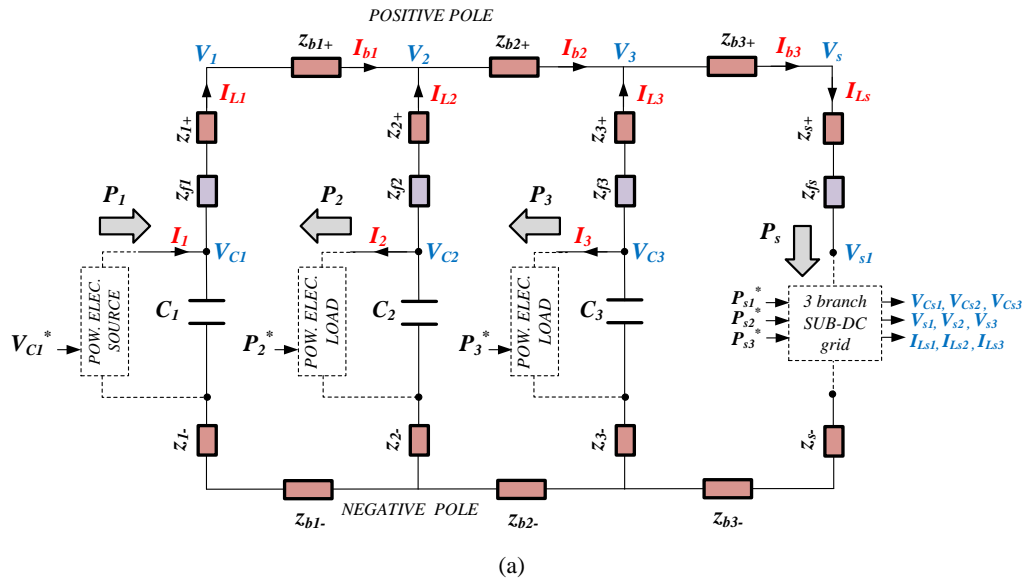 POSITIVE POLE
zb1+
zb2+
zb3+
V1
Ib1
V2
Ib2
V3
Ib3
Vs
IL1
IL2
IL3
ILs
z1+
z2+
z3+
zs+
zf1
zf2
zf3
zfs
P1
P2
P3
Ps
I1
VC1
I2
VC2
I3
VC3
Vs1
POW. ELEC.
SOURCE
C1
POW. ELEC.
LOAD
C2
POW. ELEC.
LOAD
C3
VC1*
P2*
P3*
Ps1*
Ps2*
Ps3*
3 branch
SUB-DC
grid
VCs1, VCs2 , VCs3
Vs1, Vs2 , Vs3
ILs1, ILs2 , ILs3
z1-
z2-
z3-
zs-
zb1-
NEGATIVE POLE
zb2-
zb3-
(a)